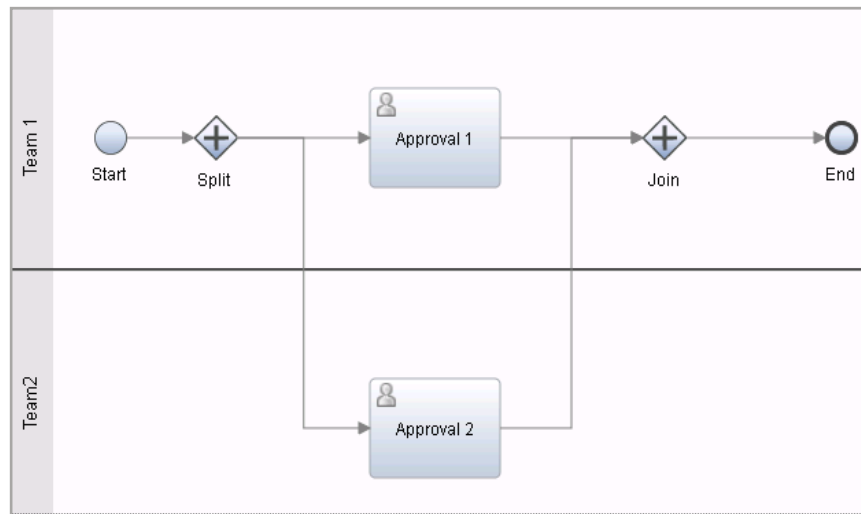 Team 1
Start
Split
Approval 1
Join
End
Team2
Approval 2